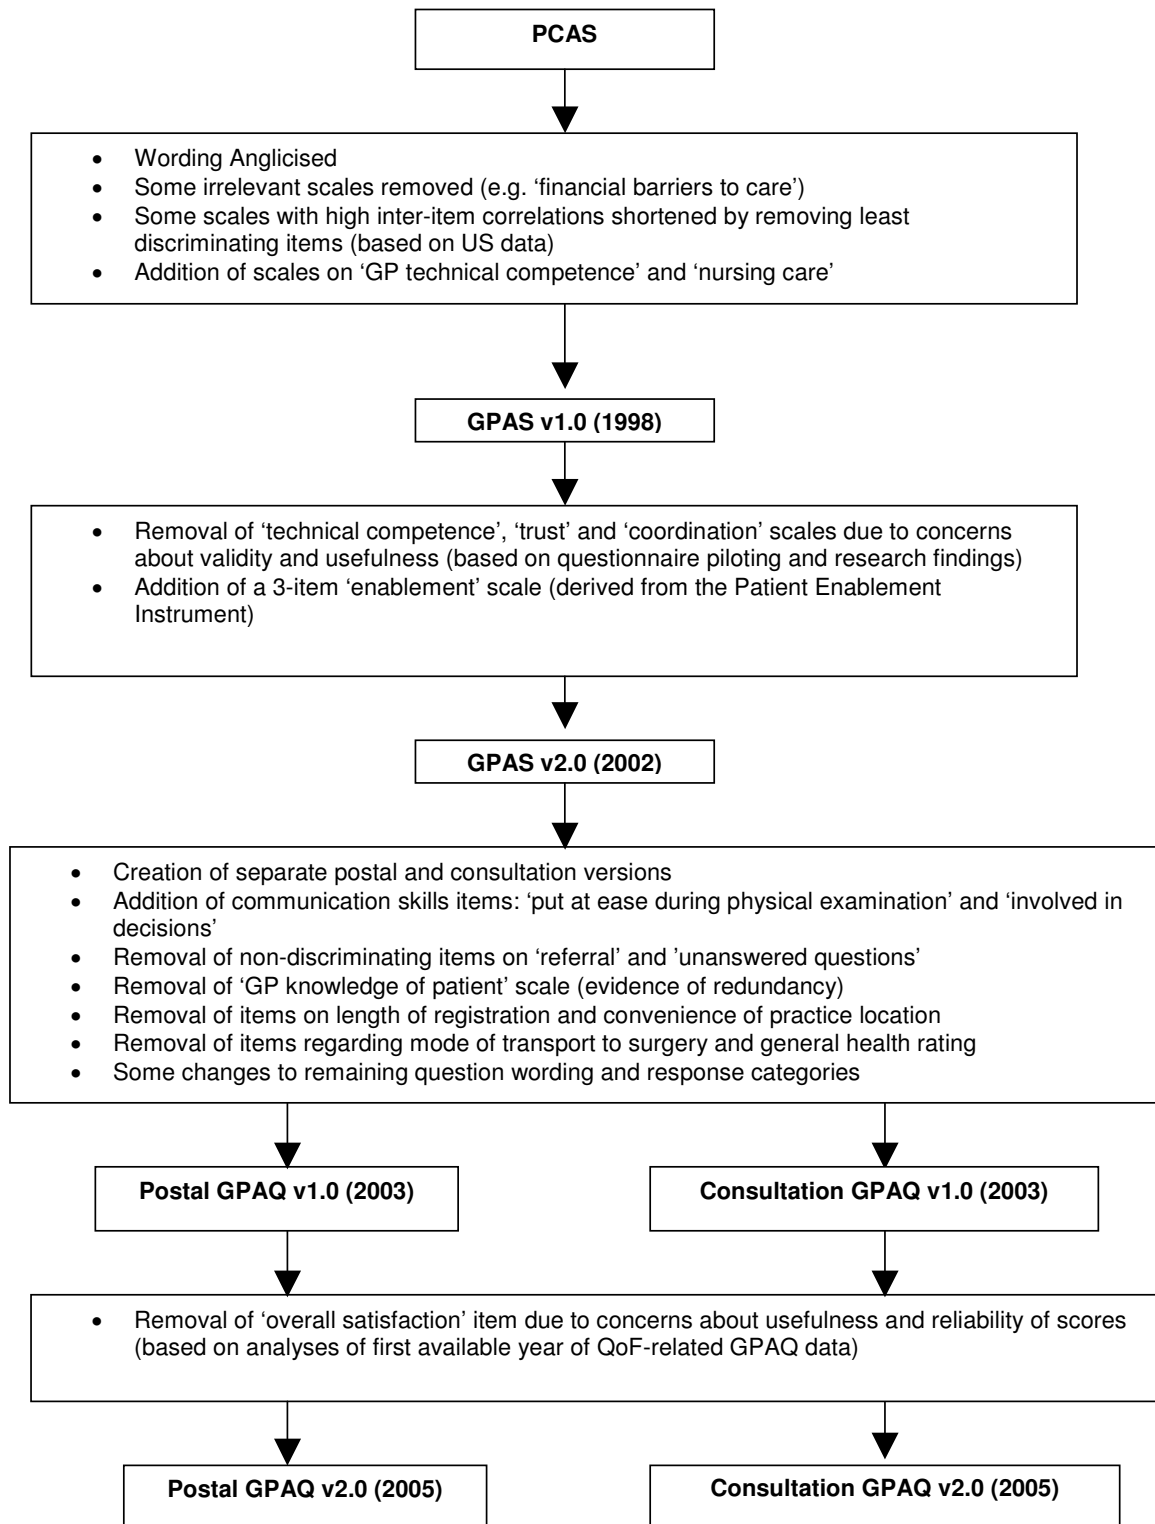 PCAS
• Wording Anglicised
• Some irrelevant scales removed (e.g. ‘financial barriers to care’)
• Some scales with high inter-item correlations shortened by removing least
discriminating items (based on US data)
• Addition of scales on ‘GP technical competence’ and ‘nursing care’
GPAS v1.0 (1998)
• Removal of ‘technical competence’, ‘trust’ and ‘coordination’ scales due to concerns
about validity and usefulness (based on questionnaire piloting and research findings)
• Addition of a 3-item ‘enablement’ scale (derived from the Patient Enablement
Instrument)
GPAS v2.0 (2002)
• Creation of separate postal and consultation versions
• Addition of communication skills items: ‘put at ease during physical examination’ and ‘involved in
decisions’
• Removal of non-discriminating items on ‘referral’ and ’unanswered questions’
• Removal of ‘GP knowledge of patient’ scale (evidence of redundancy)
• Removal of items on length of registration and convenience of practice location
• Removal of items regarding mode of transport to surgery and general health rating
• Some changes to remaining question wording and response categories
Postal GPAQ v1.0 (2003)
Consultation GPAQ v1.0 (2003)
• Removal of ‘overall satisfaction’ item due to concerns about usefulness and reliability of scores
(based on analyses of first available year of QoF-related GPAQ data)
Postal GPAQ v2.0 (2005)
Consultation GPAQ v2.0 (2005)